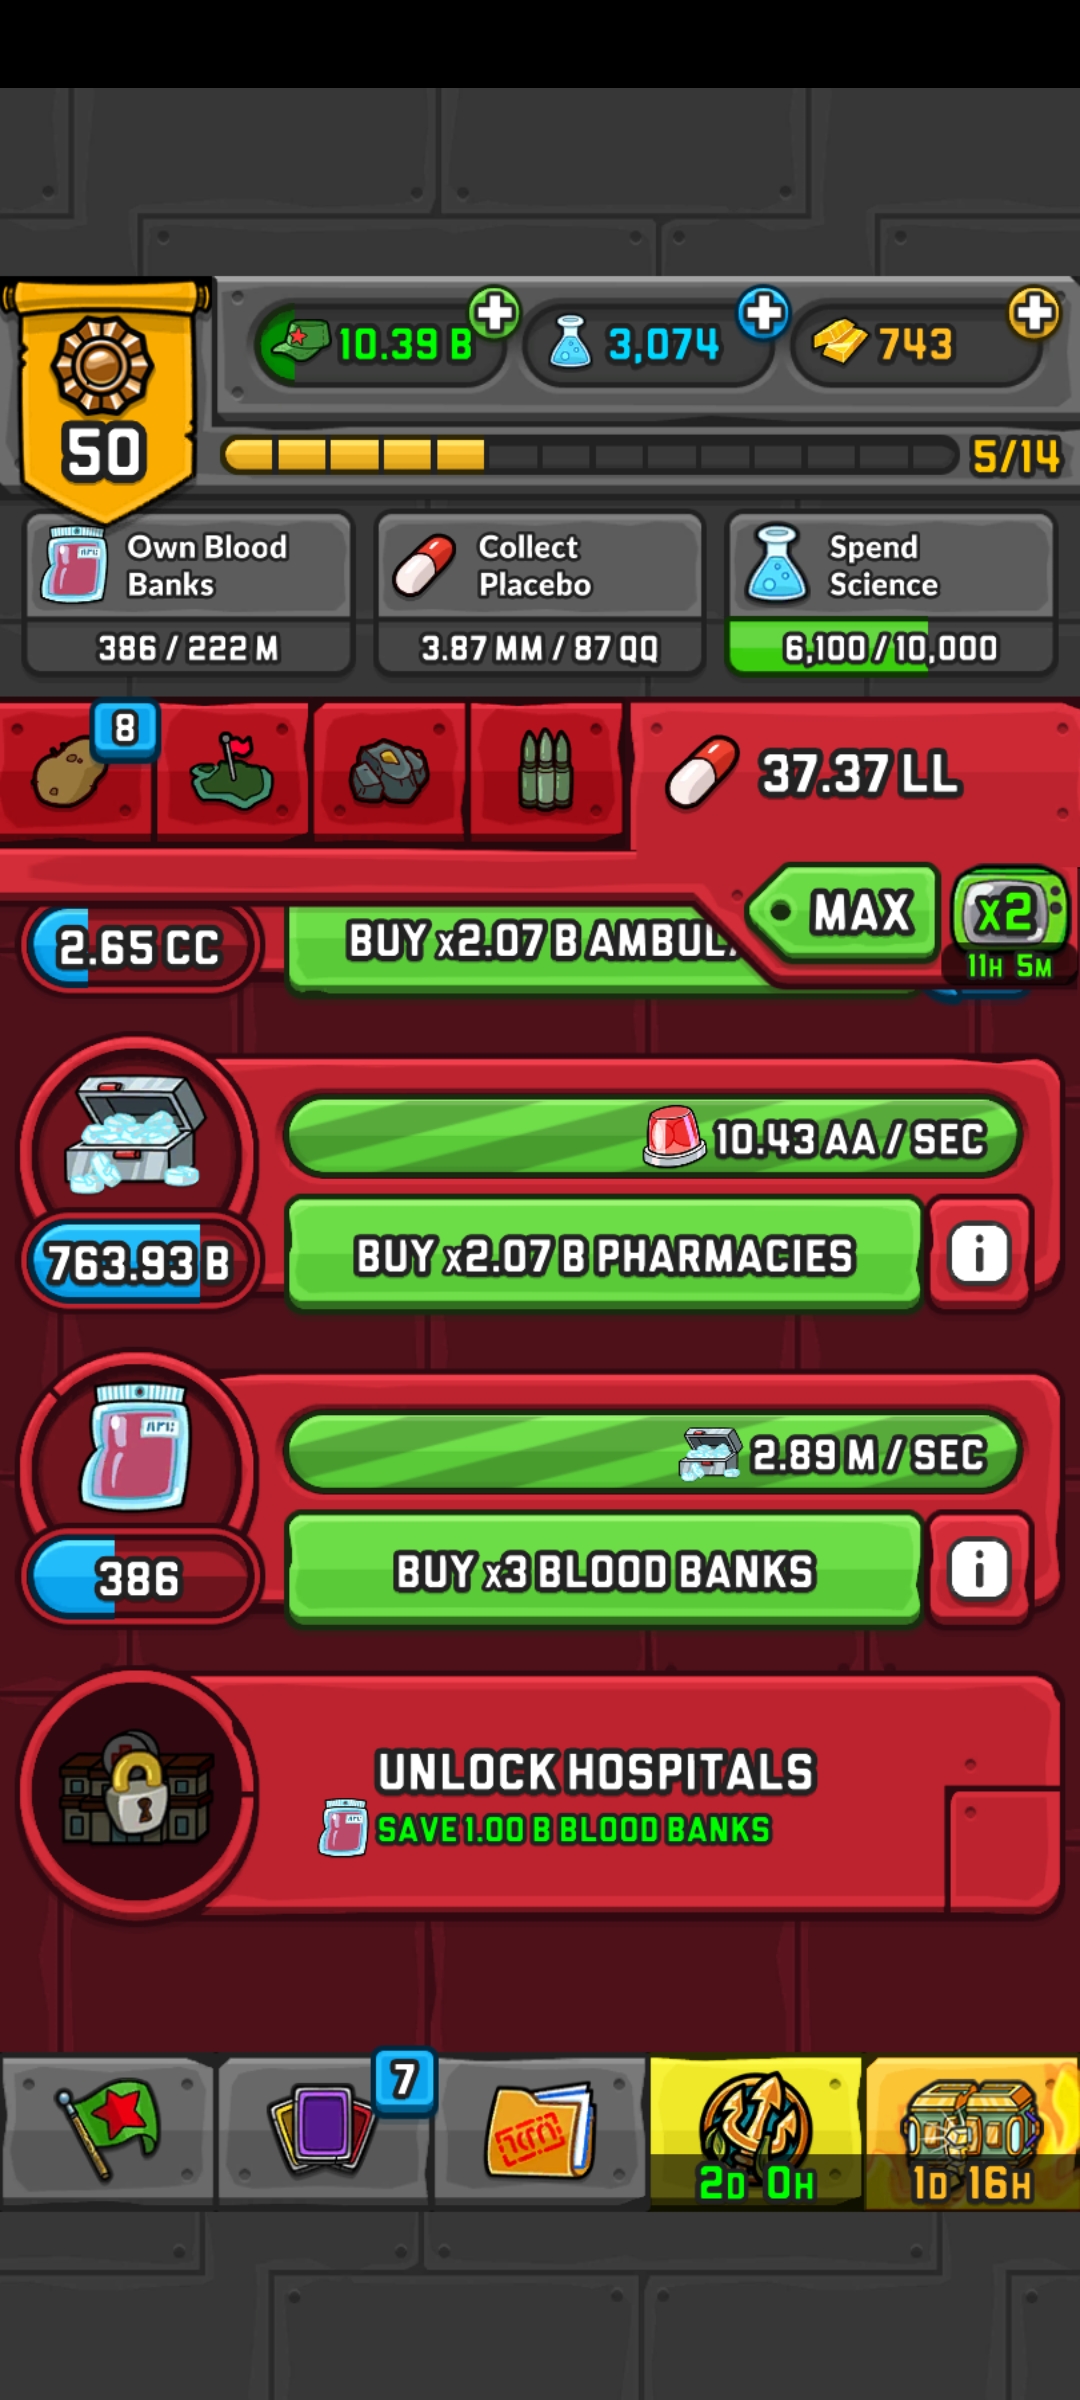 10.39 B
3,074
743
50
5/14
Own Blood
Banks
386 / 222 M
Collect
Placebo
3.87 MM / 87 QQ
Spend
Science
6,100 / 10,000
8
37.37 LL
MAX
x2
11H 5M
2.65 CC
BUY x2.07 B AMBUL
10.43 AA / SEC
763.93 B
BUY x2.07 B PHARMACIES
i
2.89 M / SEC
386
BUY x3 BLOOD BANKS
i
UNLOCK HOSPITALS
SAVE 1.00 B BLOOD BANKS
7
2D 0H
1D 16H